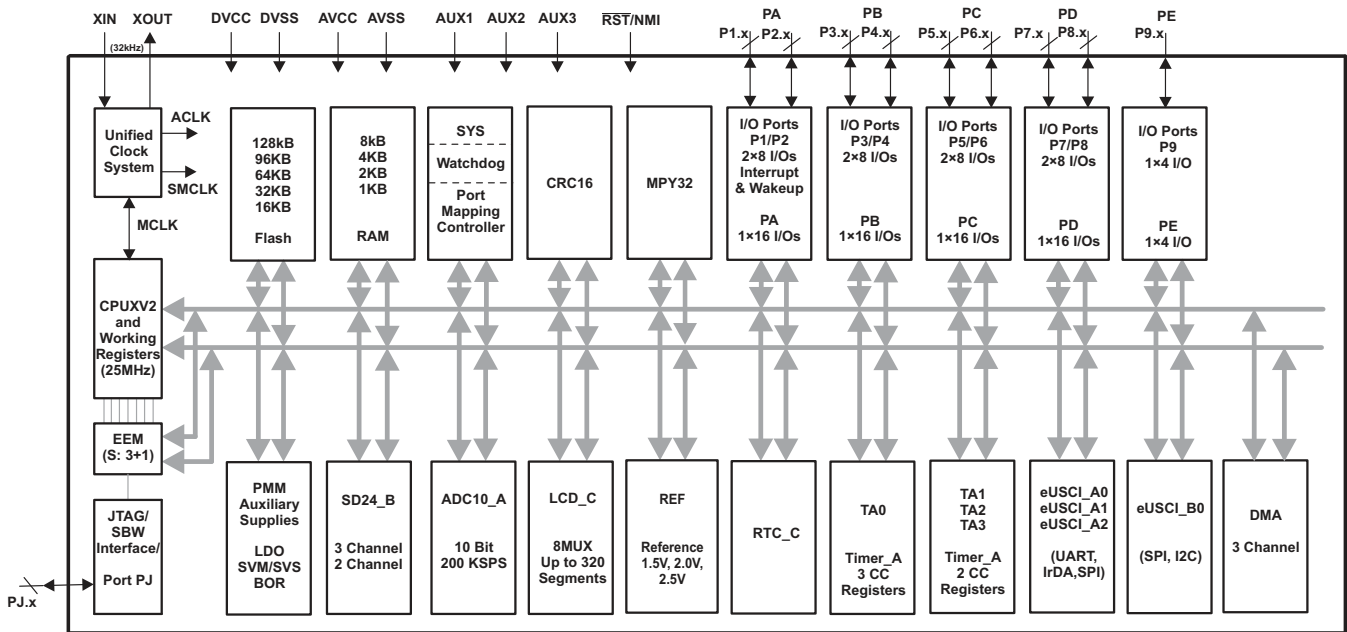 XIN
XOUT
(32kHz)
DVCC
DVSS
AVCC
AVSS
AUX1
AUX2
AUX3
RST/NMI
PA
P1.x
P2.x
PB
P3.x
P4.x
PC
P5.x
P6.x
PD
P7.x
P8.x
PE
P9.x
Unified
Clock
System
ACLK
SMCLK
MCLK
128kB
96KB
64KB
32KB
16KB
Flash
8kB
4KB
2KB
1KB
RAM
SYS
Watchdog
Port
Mapping
Controller
CRC16
MPY32
I/O Ports
P1/P2
2×8 I/Os
Interrupt
& Wakeup
PA
1×16 I/Os
I/O Ports
P3/P4
2×8 I/Os
PB
1×16 I/Os
I/O Ports
P5/P6
2×8 I/Os
PC
1×16 I/Os
I/O Ports
P7/P8
2×8 I/Os
PD
1×16 I/Os
I/O Ports
P9
1×4 I/O
PE
1×4 I/O
CPUXV2
and
Working
Registers
(25MHz)
EEM
(S: 3+1)
JTAG/
SBW
Interface/
Port PJ
PJ.x
PMM
Auxiliary
Supplies
LDO
SVM/SVS
BOR
SD24_B
3 Channel
2 Channel
ADC10_A
10 Bit
200 KSPS
LCD_C
8MUX
Up to 320
Segments
REF
Reference
1.5V, 2.0V,
2.5V
RTC_C
TA0
Timer_A
3 CC
Registers
TA1
TA2
TA3
Timer_A
2 CC
Registers
eUSCI_A0
eUSCI_A1
eUSCI_A2
(UART,
IrDA,SPI)
eUSCI_B0
(SPI, I2C)
DMA
3 Channel